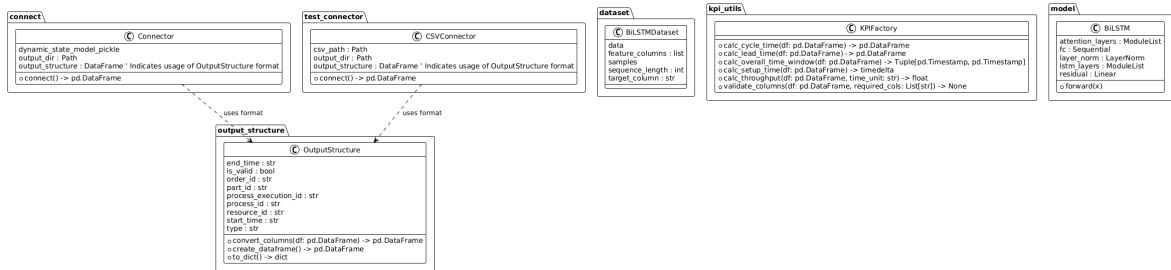 connect
C Connector
dynamic_state_model_pickle
output_dir : Path
output_structure : DataFrame ' Indicates usage of OutputStructure format
connect() -> pd.DataFrame
test_connector
C CSVConnector
csv_path : Path
output_dir : Path
output_structure : DataFrame ' Indicates usage of OutputStructure format
connect() -> pd.DataFrame
dataset
C BiLSTMDataset
data
feature_columns : list
samples
sequence_length : int
target_column : str
kpi_utils
C KPIFactory
calc_cycle_time(df: pd.DataFrame) -> pd.DataFrame
calc_lead_time(df: pd.DataFrame) -> pd.DataFrame
calc_overall_time_window(df: pd.DataFrame) -> Tuple[pd.Timestamp, pd.Timestamp]
calc_setup_time(df: pd.DataFrame) -> timedelta
calc_throughput(df: pd.DataFrame, time_unit: str) -> float
validate_columns(df: pd.DataFrame, required_cols: List[str]) -> None
model
C BiLSTM
attention_layers : ModuleList
fc : Sequential
layer_norm : LayerNorm
lstm_layers : ModuleList
residual : Linear
forward(x)
uses format
uses format
output_structure
C OutputStructure
end_time : str
is_valid : bool
order_id : str
part_id : str
process_execution_id : str
process_id : str
resource_id : str
start_time : str
type : str
convert_columns(df: pd.DataFrame) -> pd.DataFrame
create_dataframe() -> pd.DataFrame
to_dict() -> dict